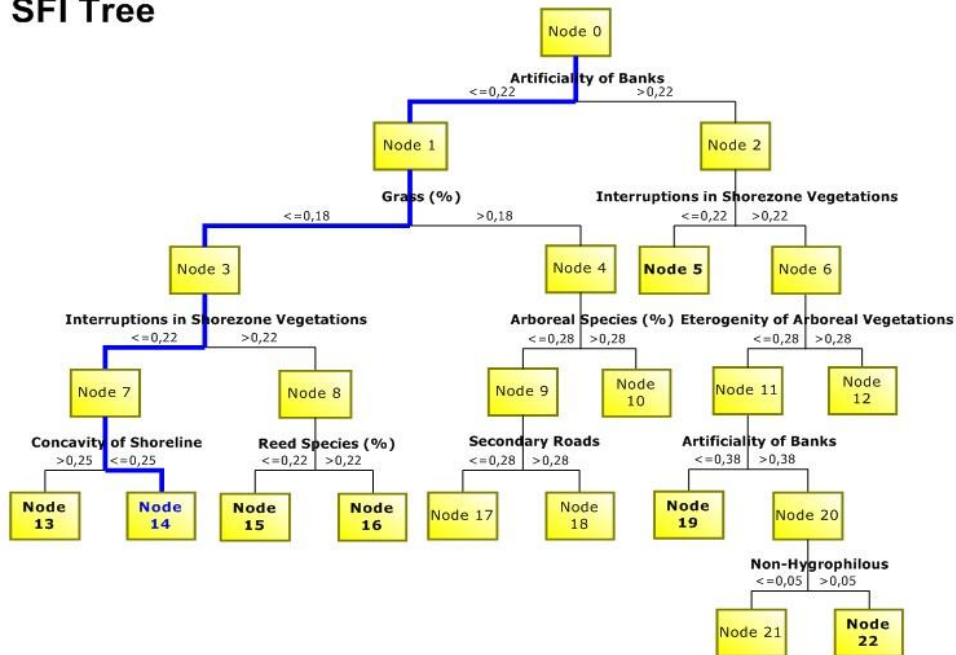 SFI Tree
Node 0
Artificiality of Banks
<=0,22 >0,22
Node 1 Node 2
Grass (%) Interruptions in Shorezone Vegetations
<=0,18 >0,18 <=0,22 >0,22
Node 3 Node 4 Node 5 Node 6
Interruptions in Shorezone Vegetations Arboreal Species (%) Eterogenity of Arboreal Vegetations
<=0,22 >0,22 <=0,28 >0,28 <=0,28 >0,28
Node 7 Node 8 Node 9 Node 10 Node 11 Node 12
Concavity of Shoreline Reed Species (%) Secondary Roads Artificiality of Banks
>0,25 <=0,25 <=0,22 >0,22 <=0,28 >0,28 <=0,38 >0,38
Node 13 Node 14 Node 15 Node 16 Node 17 Node 18 Node 19 Node 20
Non-Hygrophilous
<=0,05 >0,05
Node 21 Node 22